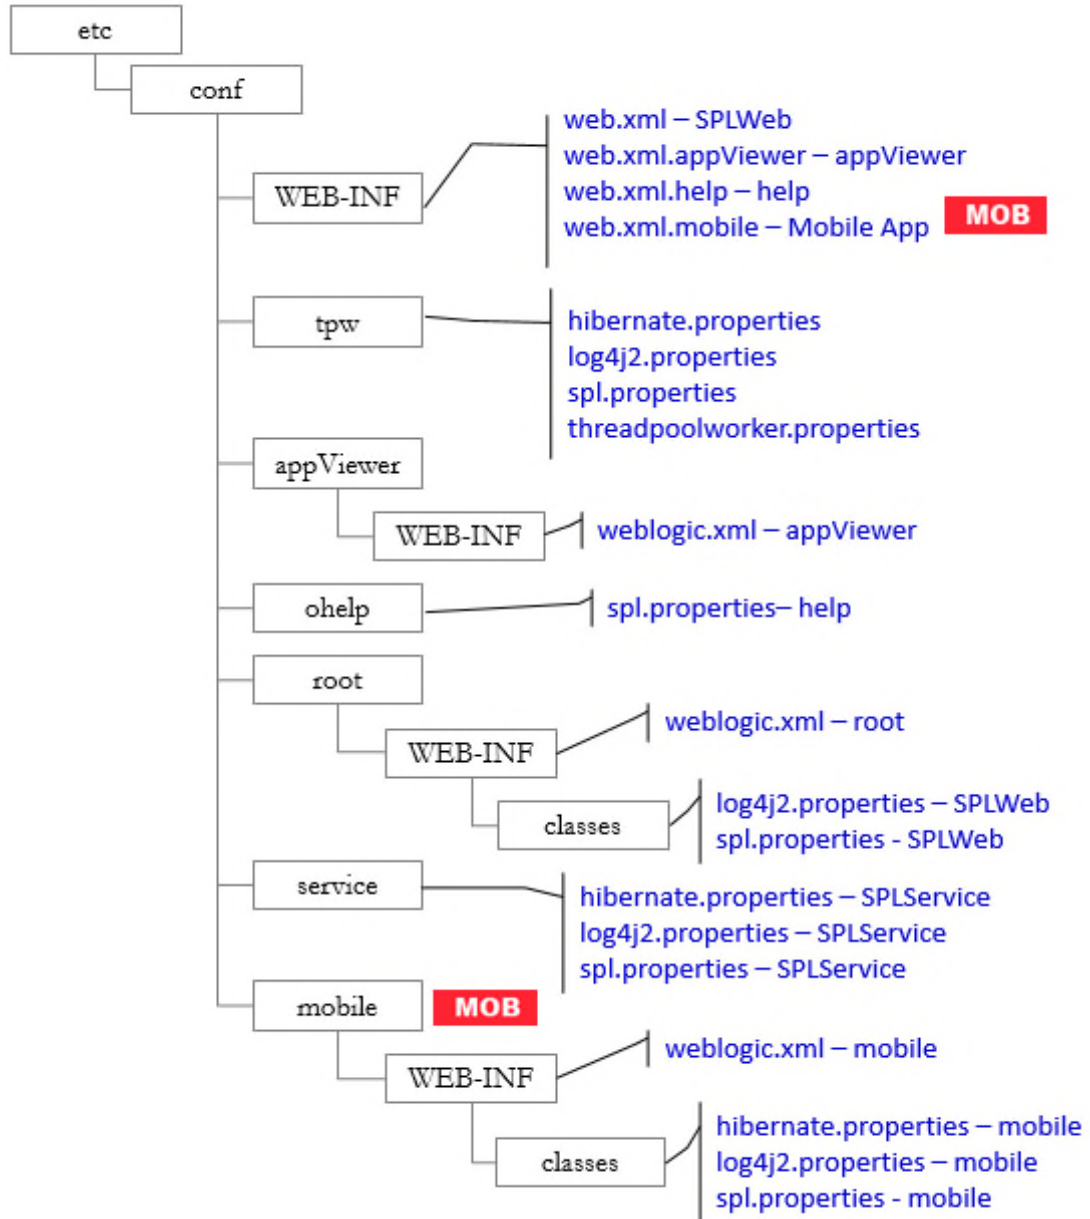 etc
conf
WEB-INF
web.xml – SPLWeb
web.xml.appViewer – appViewer
web.xml.help – help
web.xml.mobile – Mobile App
MOB
tpw
hibernate.properties
log4j2.properties
spl.properties
threadpoolworker.properties
appViewer
WEB-INF
weblogic.xml – appViewer
ohelp
spl.properties– help
root
WEB-INF
weblogic.xml – root
classes
log4j2.properties – SPLWeb
spl.properties - SPLWeb
service
hibernate.properties – SPLService
log4j2.properties – SPLService
spl.properties – SPLService
mobile
MOB
WEB-INF
weblogic.xml – mobile
classes
hibernate.properties – mobile
log4j2.properties – mobile
spl.properties - mobile